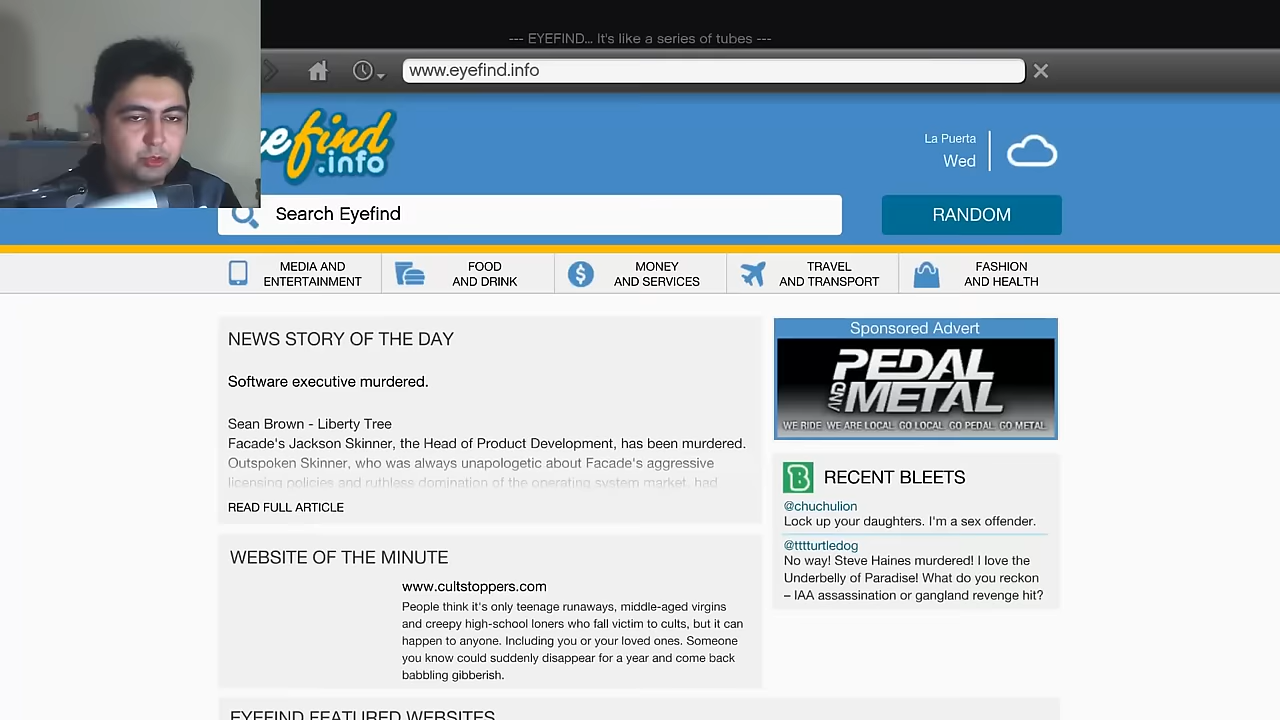 --- EYEFIND... It's like a series of tubes ---
www.eyefind.info
find
.info
La Puerta
Wed
Search Eyefind
RANDOM
MEDIA AND
ENTERTAINMENT
FOOD
AND DRINK
MONEY
AND SERVICES
TRAVEL
AND TRANSPORT
FASHION
AND HEALTH
NEWS STORY OF THE DAY
Software executive murdered.
Sean Brown - Liberty Tree
Facade's Jackson Skinner, the Head of Product Development, has been murdered.
Outspoken Skinner, who was always unapologetic about Facade's aggressive
licensing policies and ruthless domination of the operating system market, had
READ FULL ARTICLE
WEBSITE OF THE MINUTE
www.cultstoppers.com
People think it's only teenage runaways, middle-aged virgins
and creepy high-school loners who fall victim to cults, but it can
happen to anyone. Including you or your loved ones. Someone
you know could suddenly disappear for a year and come back
babbling gibberish.
EYEFIND FEATURED WEBSITES
Sponsored Advert
PEDAL
AND METAL
WE RIDE WE ARE LOCAL. GO LOCAL. GO PEDAL. GO METAL
RECENT BLEETS
@chuchulion
Lock up your daughters. I'm a sex offender.
@tttturtledog
No way! Steve Haines murdered! I love the
Underbelly of Paradise! What do you reckon
– IAA assassination or gangland revenge hit?